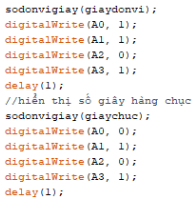 sodonvigiay(giaydonvi);
digitalWrite(A0, 1);
digitalWrite(A1, 1);
digitalWrite(A2, 0);
digitalWrite(A3, 1);
delay(1);
//hiển thị số giây hàng chục
sodonvigiay(giaychuc);
digitalWrite(A0, 0);
digitalWrite(A1, 1);
digitalWrite(A2, 0);
digitalWrite(A3, 1);
delay(1);